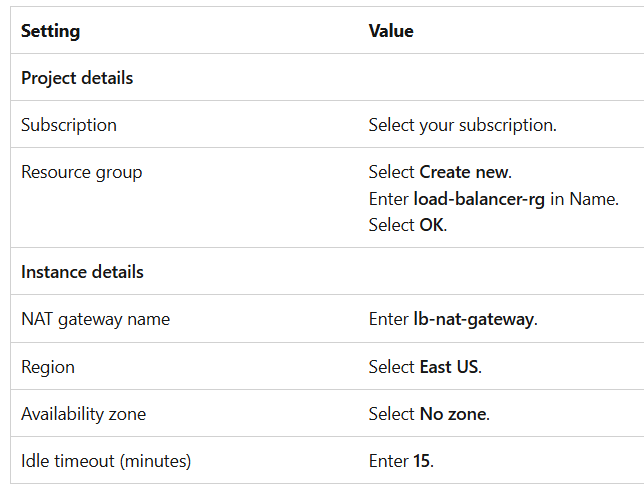 Setting Value
Project details
Subscription Select your subscription.
Resource group Select Create new.
Enter load-balancer-rg in Name.
Select OK.
Instance details
NAT gateway name Enter lb-nat-gateway.
Region Select East US.
Availability zone Select No zone.
Idle timeout (minutes) Enter 15.